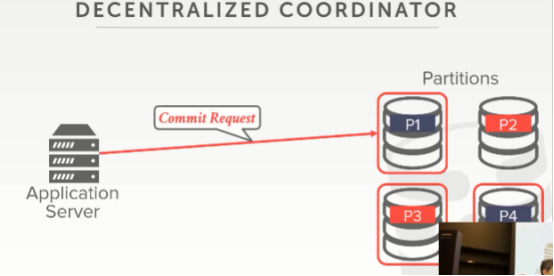 DECENTRALIZED COORDINATOR
Partitions
Commit Request
P1
P2
Application
Server
P3
P4